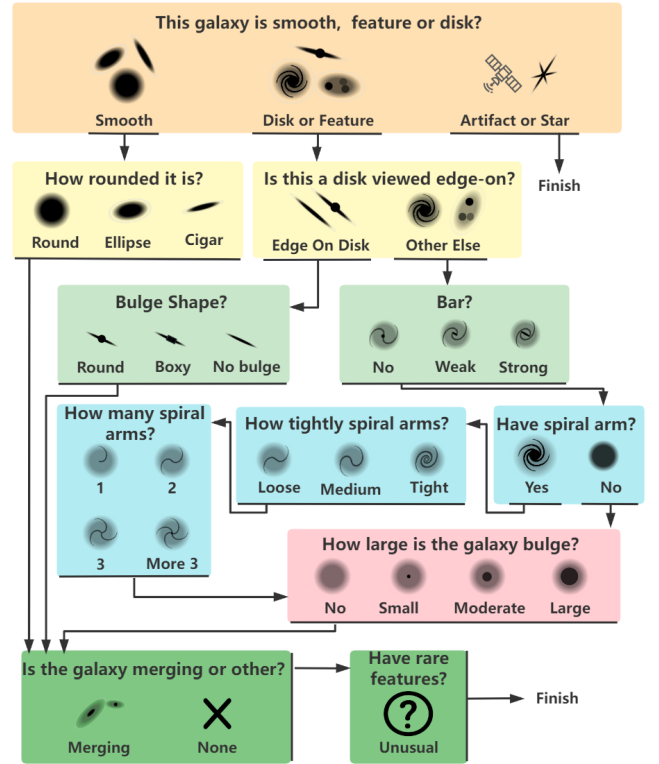 This galaxy is smooth, feature or disk?
Smooth
Disk or Feature
Artifact or Star
Finish
How rounded it is?
Round
Ellipse
Cigar
Is this a disk viewed edge-on?
Edge On Disk
Other Else
Bulge Shape?
Round
Boxy
No bulge
Bar?
No
Weak
Strong
How many spiral
arms?
1
2
3
More 3
How tightly spiral arms?
Loose
Medium
Tight
Have spiral arm?
Yes
No
How large is the galaxy bulge?
No
Small
Moderate
Large
Is the galaxy merging or other?
Merging
None
Have rare
features?
?
Unusual
Finish